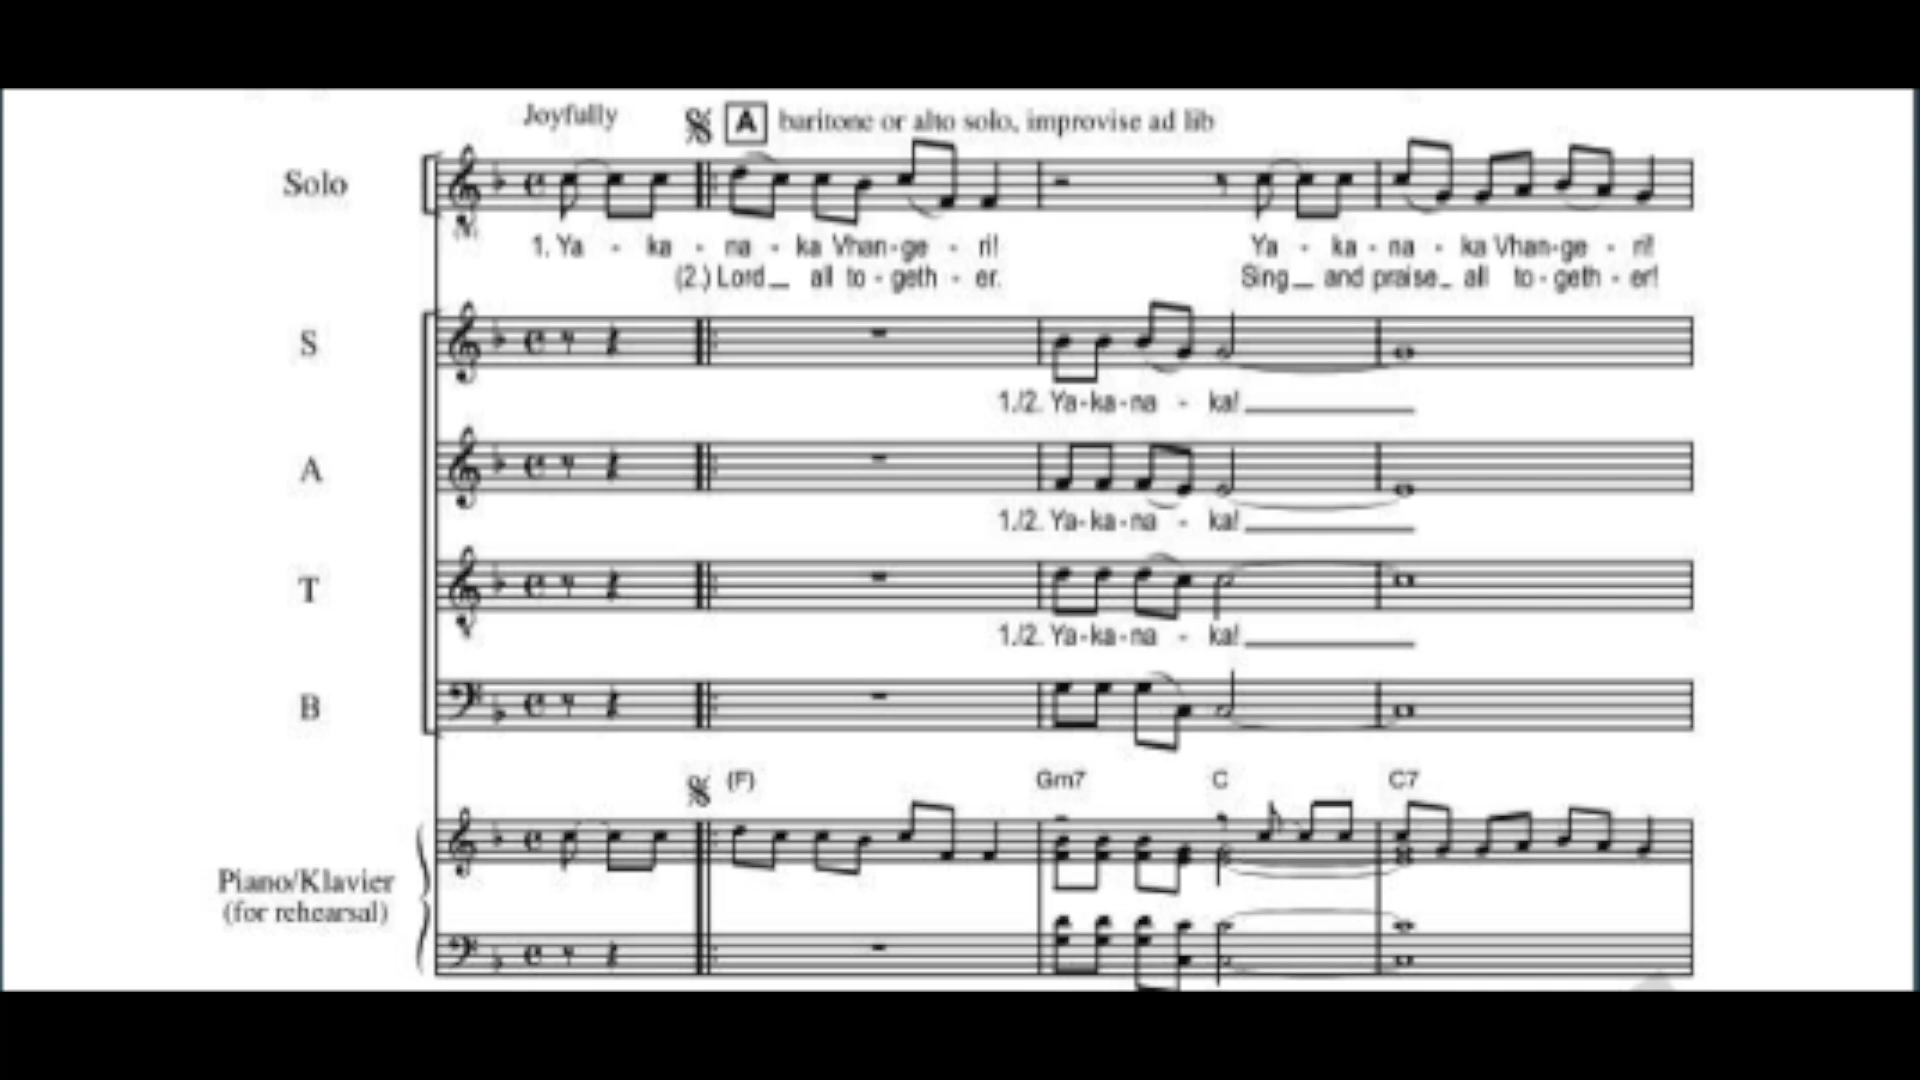 Joyfully
A baritone or alto solo, improvise ad lib
Solo
1. Ya - ka - na - ka Vhan-ge - ri! Ya - ka - na - ka Vhan-ge - ri!
(2.) Lord_ all to - geth - er. Sing_ and praise_ all to - geth - er!
S
1./2. Ya-ka-na - ka!
A
1./2. Ya-ka-na - ka!
T
1./2. Ya-ka-na - ka!
B
(F) Gm7 C C7
Piano/Klavier
(for rehearsal)